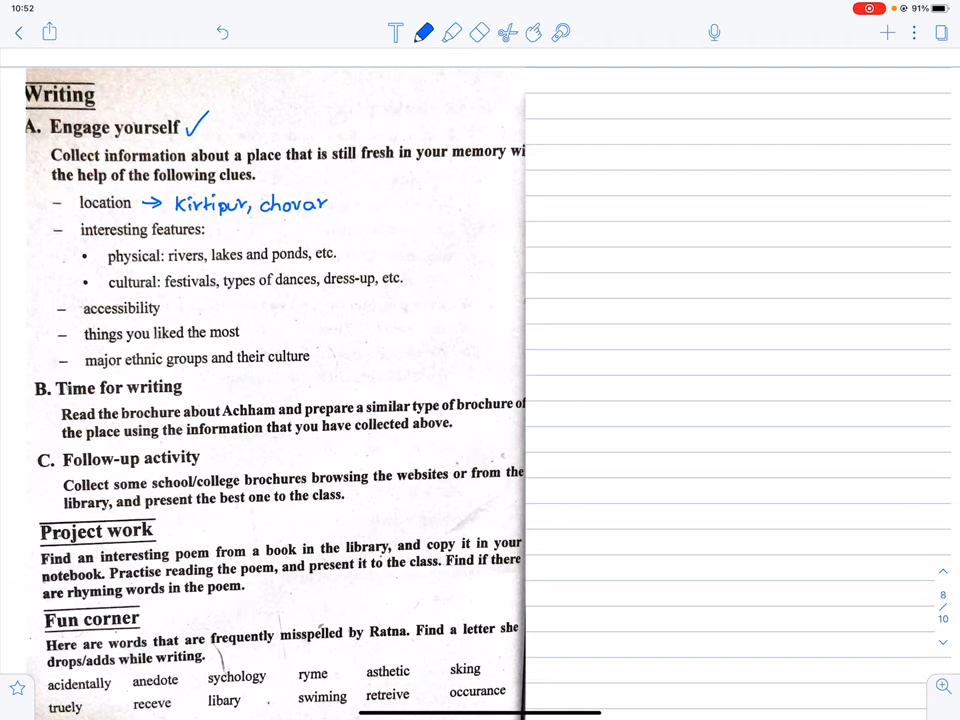 10:52
91%
T
Writing
A. Engage yourself ✓
Collect information about a place that is still fresh in your memory wi
the help of the following clues.
– location → Kirtipur, chovar
– interesting features:
• physical: rivers, lakes and ponds, etc.
• cultural: festivals, types of dances, dress-up, etc.
– accessibility
– things you liked the most
– major ethnic groups and their culture
B. Time for writing
Read the brochure about Achham and prepare a similar type of brochure of
the place using the information that you have collected above.
C. Follow-up activity
Collect some school/college brochures browsing the websites or from the
library, and present the best one to the class.
Project work
Find an interesting poem from a book in the library, and copy it in your
notebook. Practise reading the poem, and present it to the class. Find if there
are rhyming words in the poem.
Fun corner
Here are words that are frequently misspelled by Ratna. Find a letter she
drops/adds while writing.
acidentally anedote sychology ryme asthetic sking
truely receve libary swiming retreive occurance
8
/
10